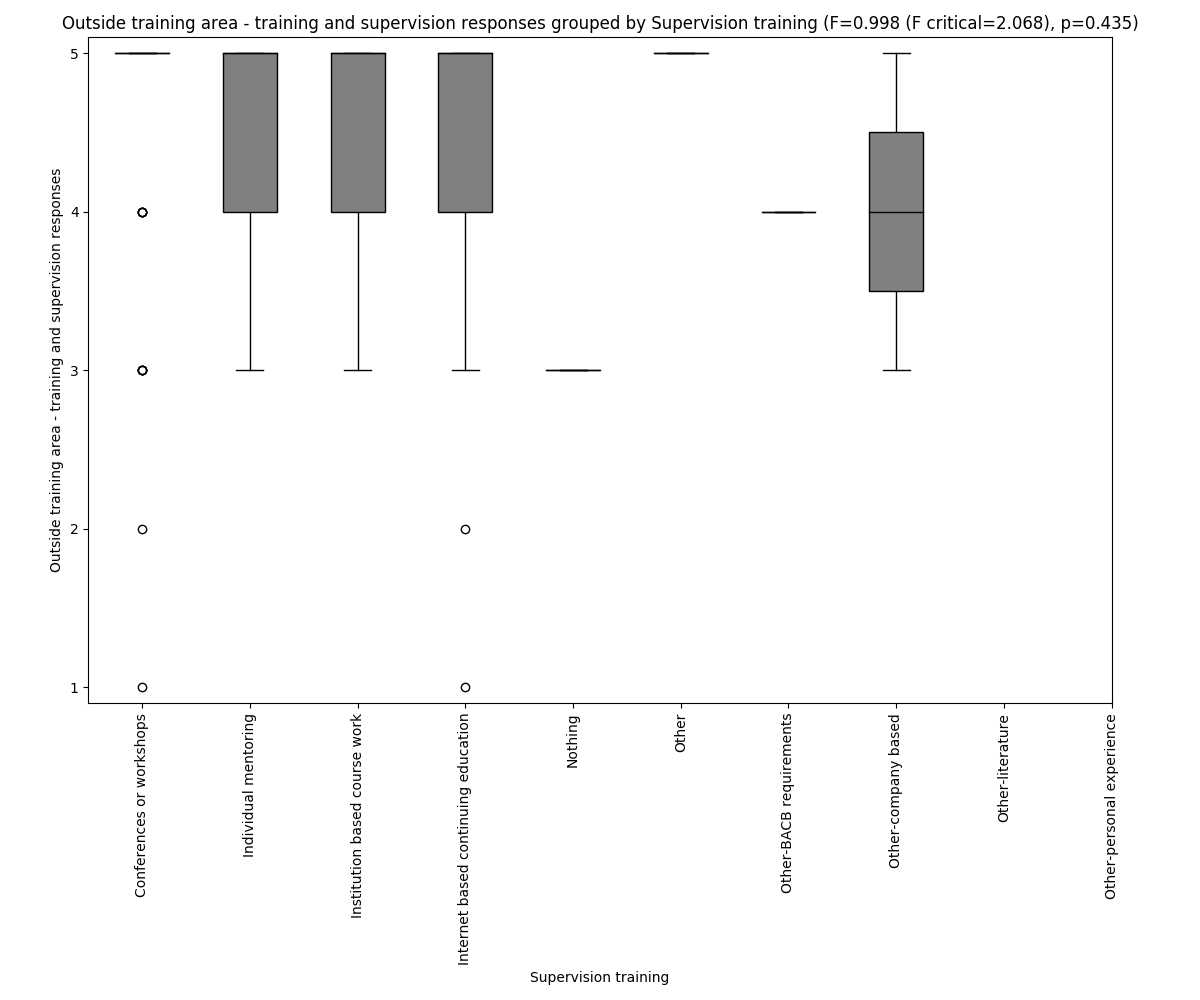 Outside training area - training and supervision responses grouped by Supervision training (F=0.998 (F critical=2.068), p=0.435)
Outside training area - training and supervision responses
5
4
3
2
1
Conferences or workshops
Individual mentoring
Institution based course work
Internet based continuing education
Nothing
Other
Other-BACB requirements
Other-company based
Other-literature
Other-personal experience
Supervision training